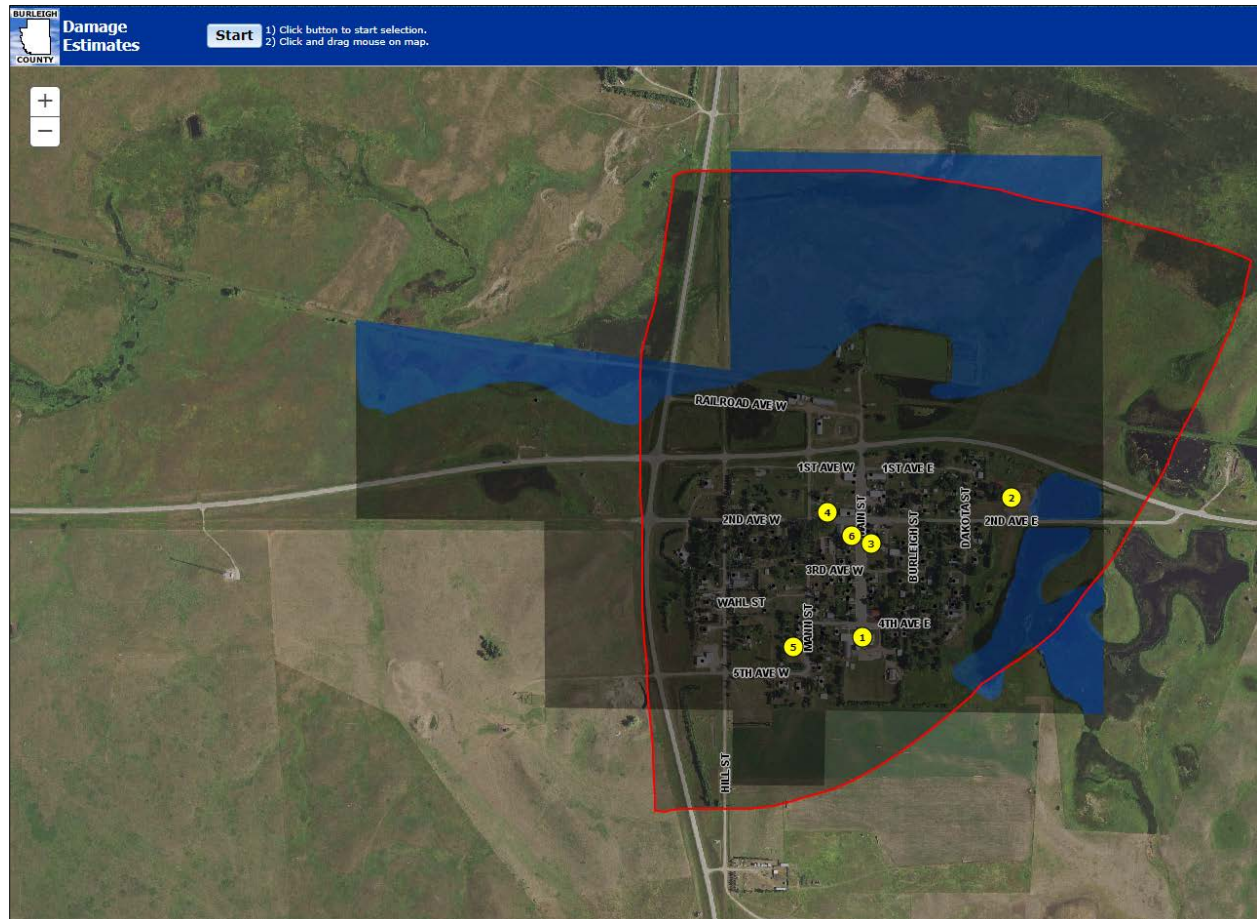 BURLEIGH
COUNTY
Damage
Estimates
Start
1) Click button to start selection.
2) Click and drag mouse on map.
+
−
RAILROAD AVE W
1ST AVE W
1ST AVE E
2
4
2ND AVE W
MAIN ST
BURLEIGH ST
DAKOTA ST
2ND AVE E
6
3
3RD AVE W
WAHL ST
MANN ST
4TH AVE E
1
5
5TH AVE W
HILL ST